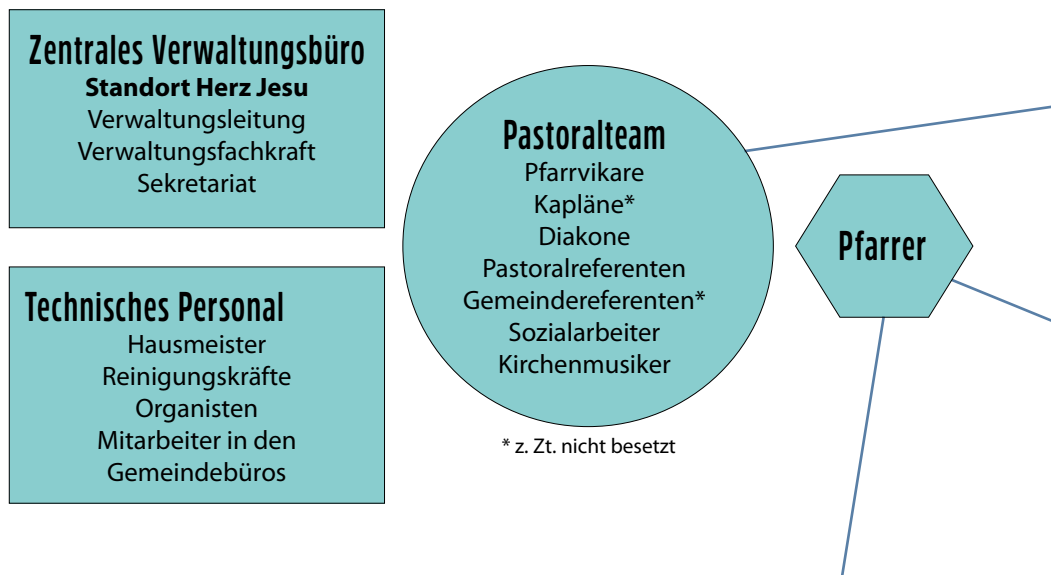 Zentrales Verwaltungsbüro
Standort Herz Jesu
Verwaltungsleitung
Verwaltungsfachkraft
Sekretariat
Technisches Personal
Hausmeister
Reinigungskräfte
Organisten
Mitarbeiter in den
Gemeindebüros
Pastoralteam
Pfarrvikare
Kapläne*
Diakone
Pastoralreferenten
Gemeindereferenten*
Sozialarbeiter
Kirchenmusiker
* z. Zt. nicht besetzt
Pfarrer